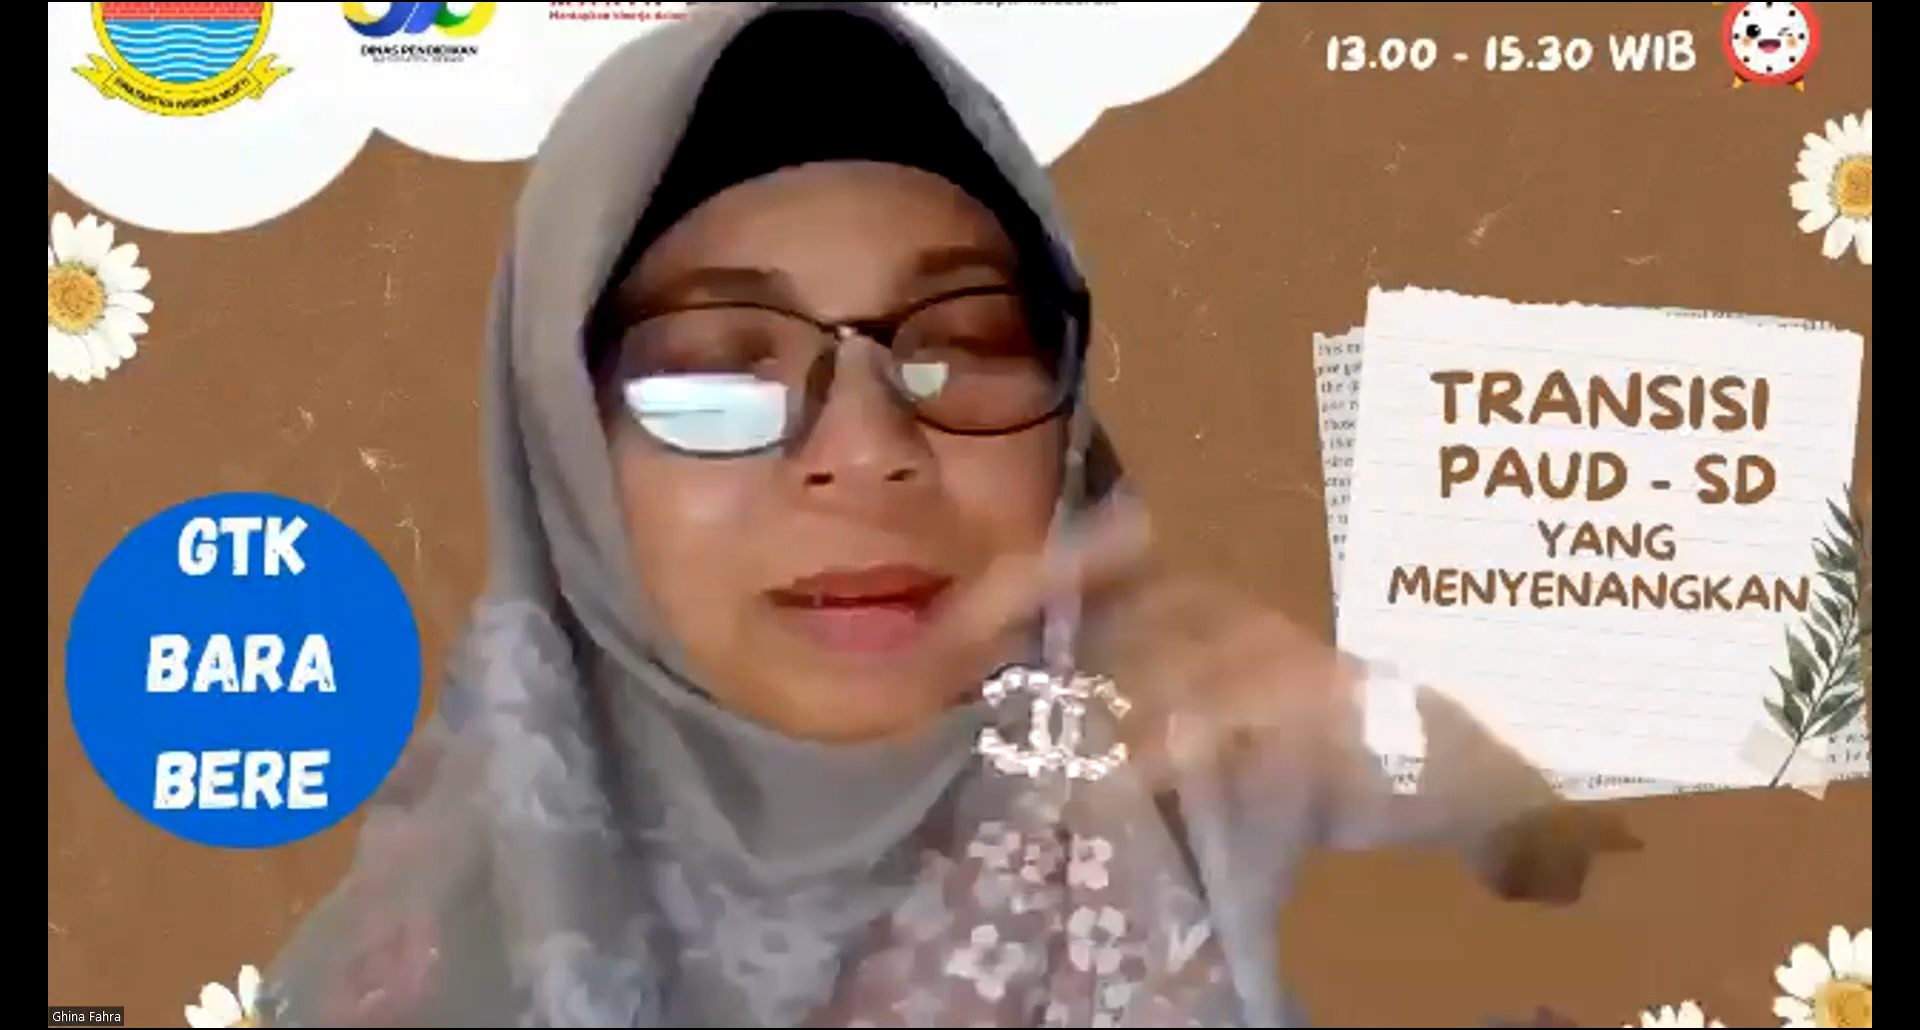 13.00 - 15.30 WIB
DINAS PENDIDIKAN
TRANSISI
PAUD - SD
YANG
MENYENANGKAN
GTK
BARA
BERE
Ghina Fahra